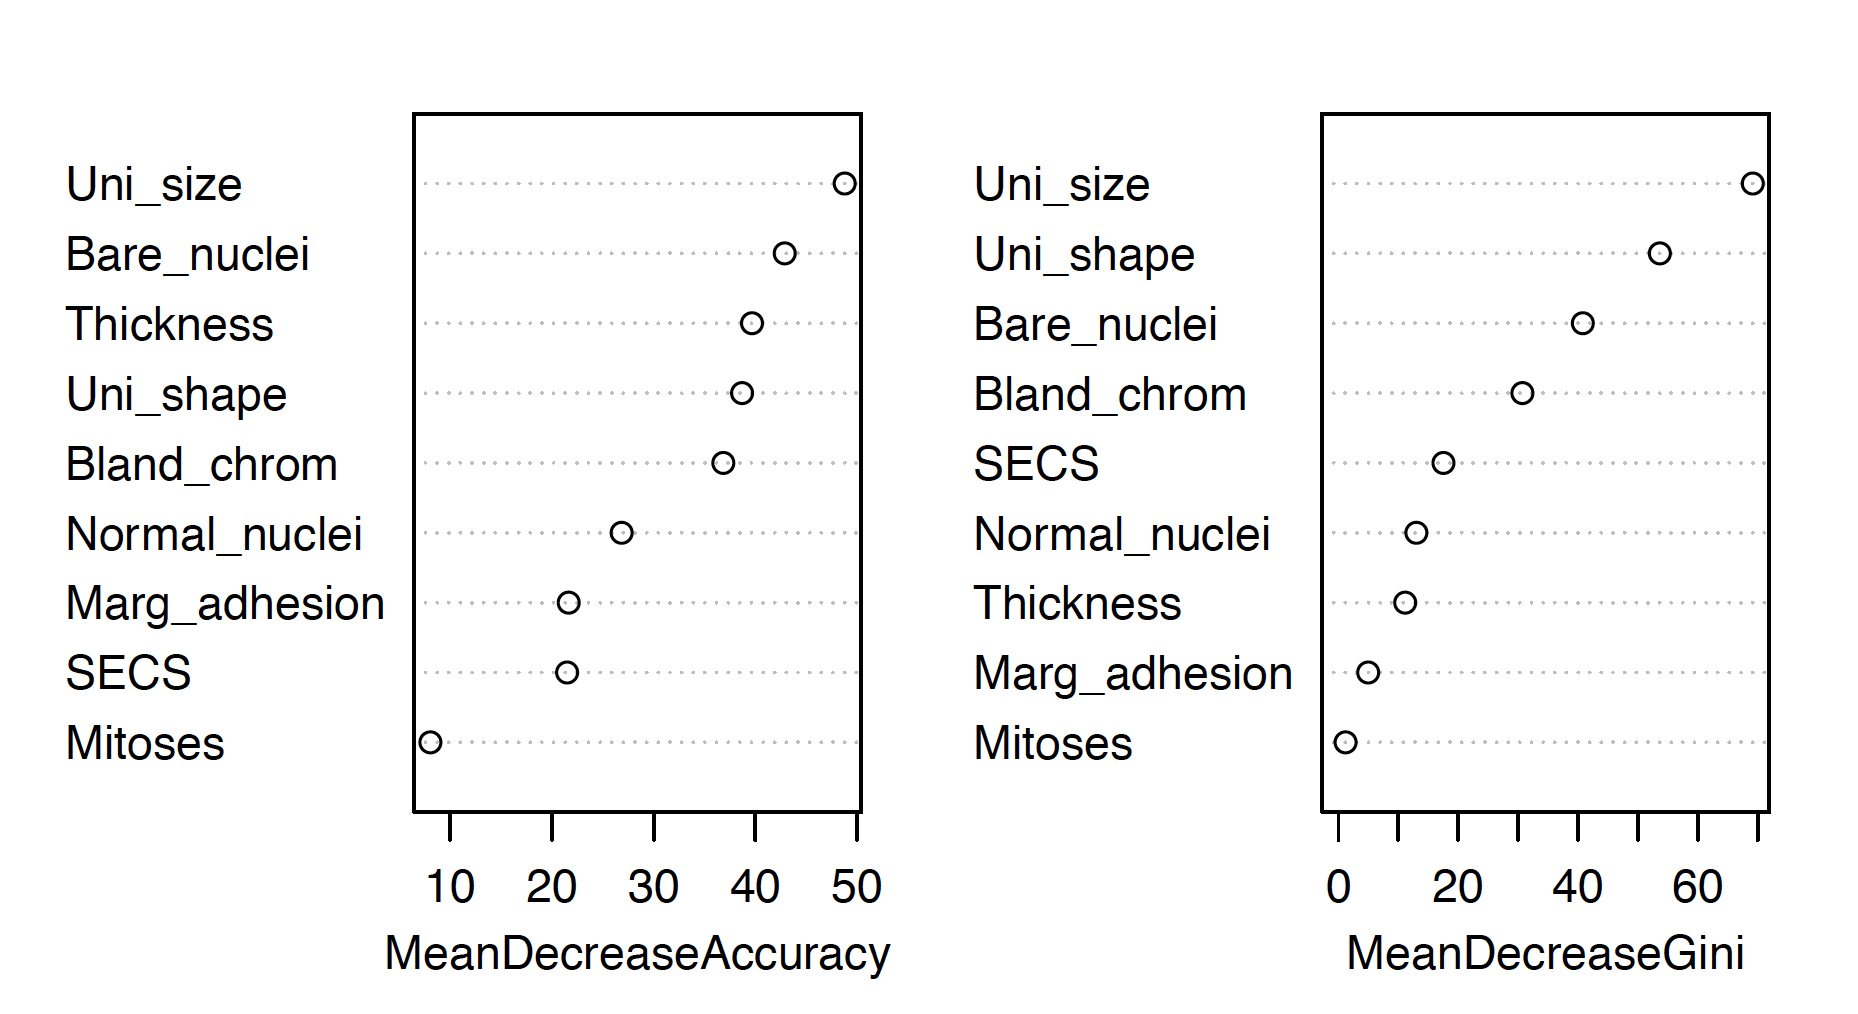 Uni_size
Bare_nuclei
Thickness
Uni_shape
Bland_chrom
Normal_nuclei
Marg_adhesion
SECS
Mitoses
10 20 30 40 50
MeanDecreaseAccuracy
Uni_size
Uni_shape
Bare_nuclei
Bland_chrom
SECS
Normal_nuclei
Thickness
Marg_adhesion
Mitoses
0 20 40 60
MeanDecreaseGini